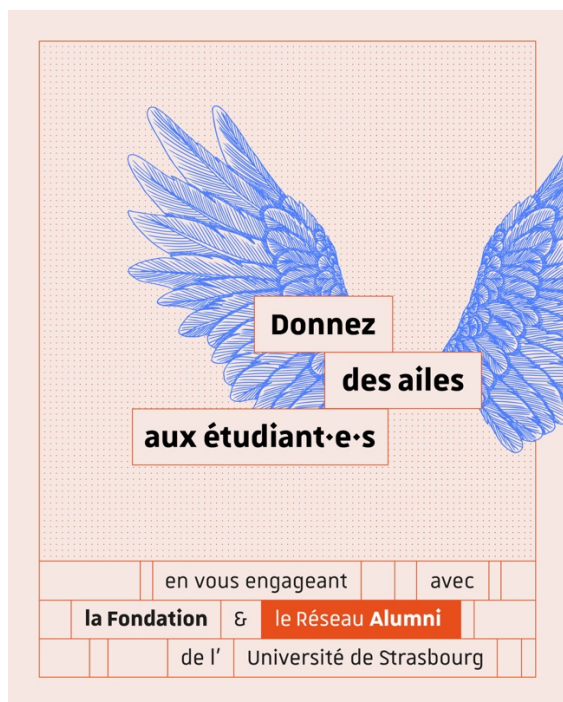 Donnez
des ailes
aux étudiant·e·s
en vous engageant avec
la Fondation & le Réseau Alumni
de l’ Université de Strasbourg